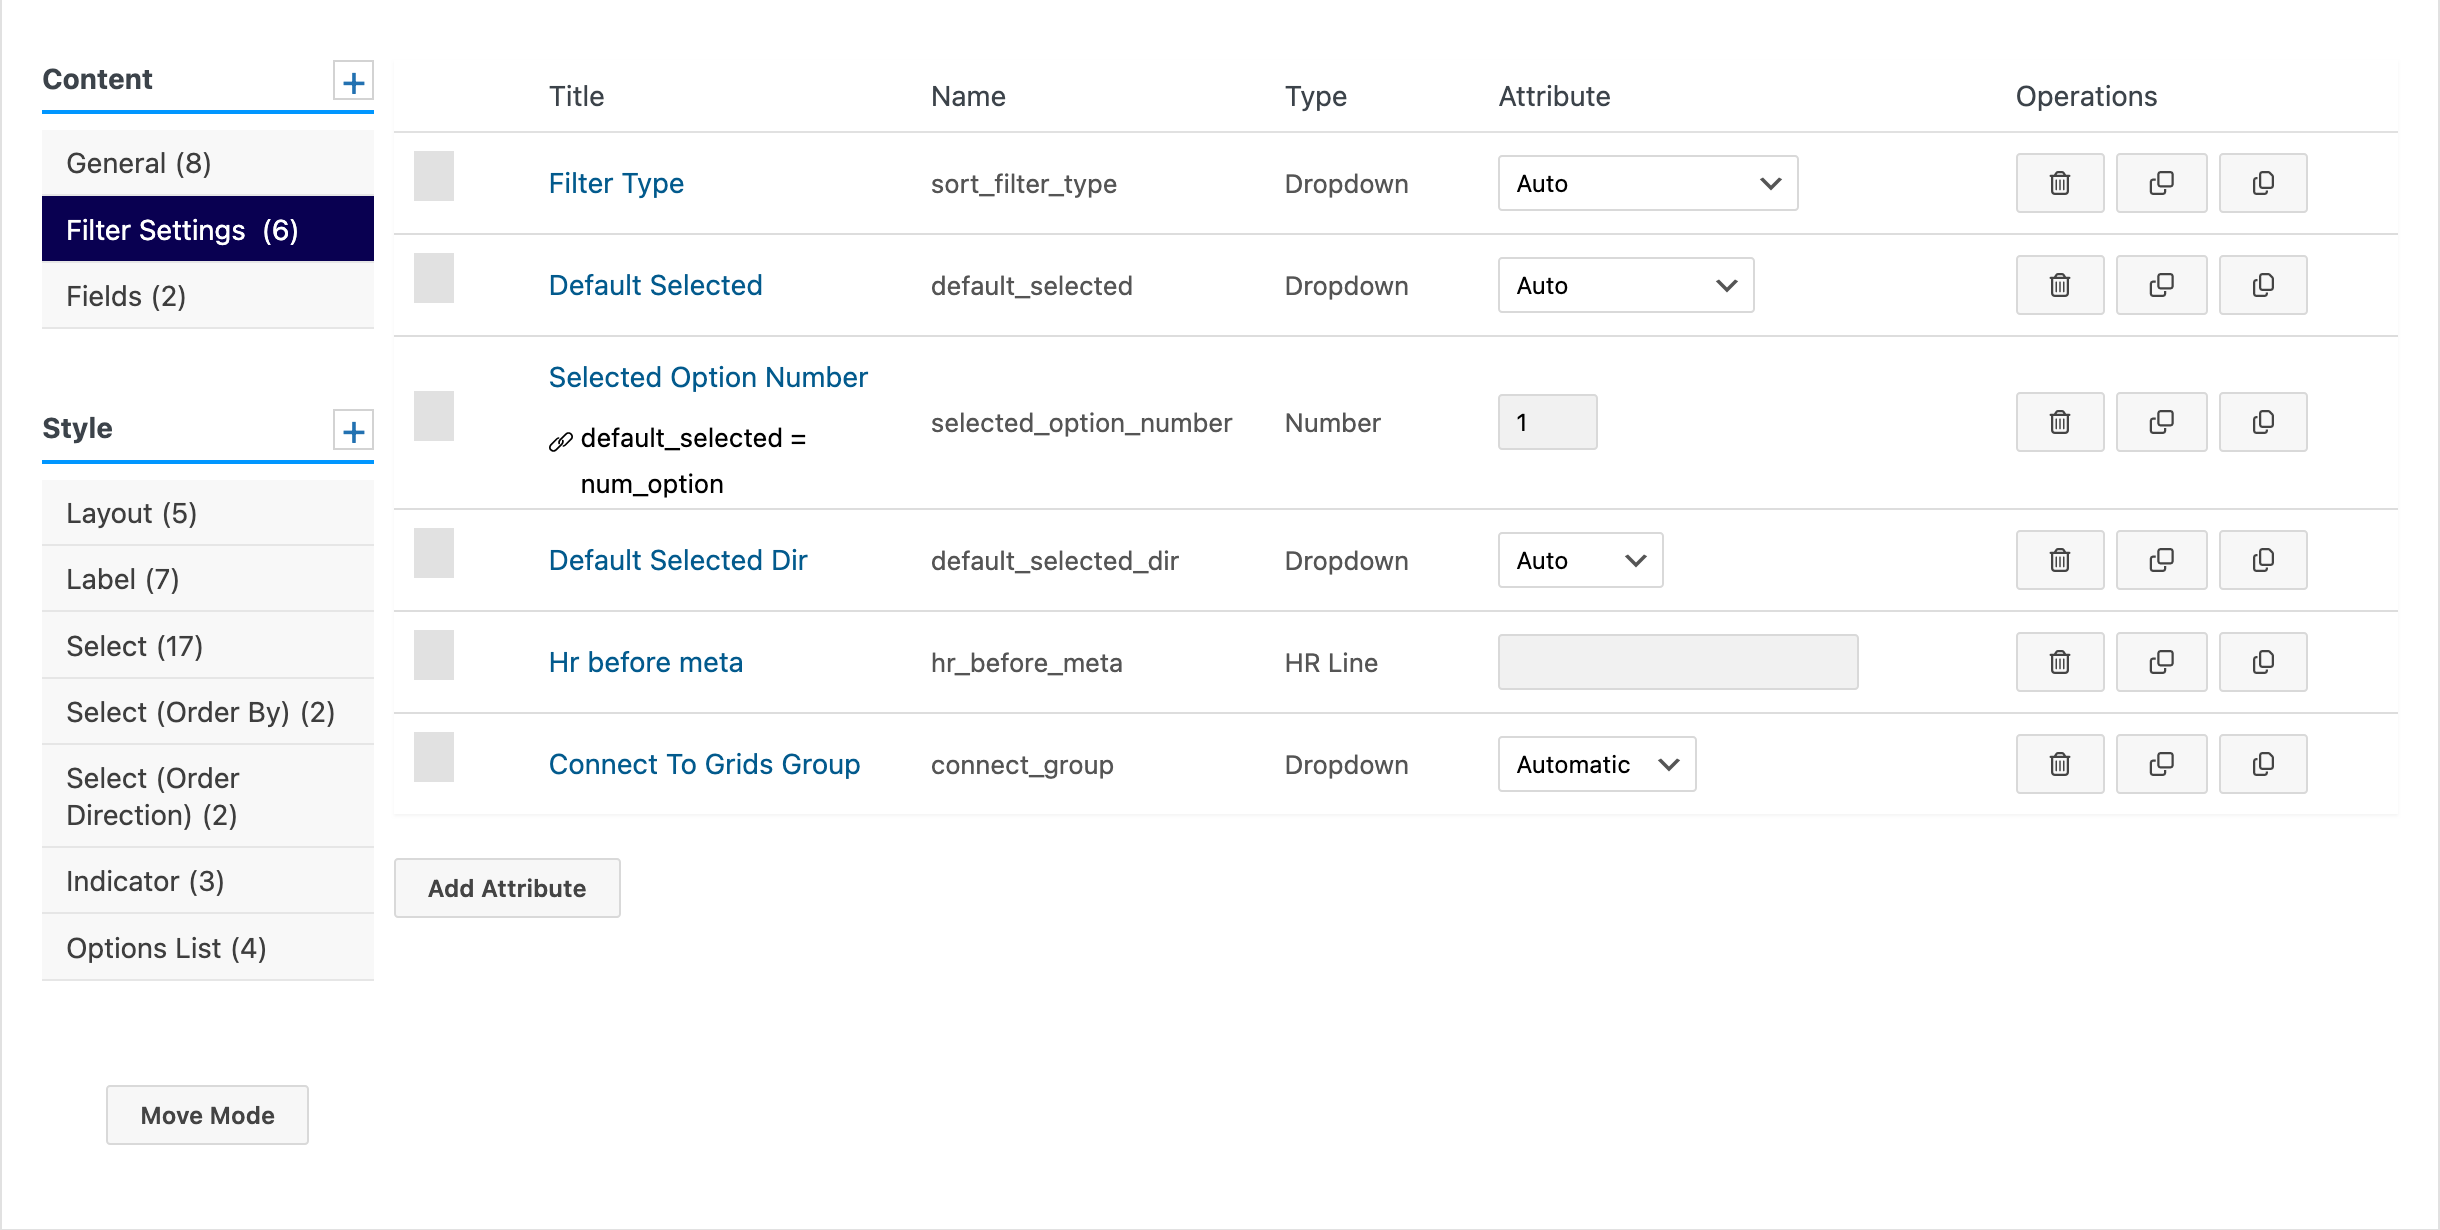 Content
General (8)
Filter Settings (6)
Fields (2)
Style
Layout (5)
Label (7)
Select (17)
Select (Order By) (2)
Select (Order
Direction) (2)
Indicator (3)
Options List (4)
Move Mode
Title Name Type Attribute Operations
Filter Type sort_filter_type Dropdown Auto
Default Selected default_selected Dropdown Auto
Selected Option Number
default_selected =
num_option
selected_option_number Number 1
Default Selected Dir default_selected_dir Dropdown Auto
Hr before meta hr_before_meta HR Line
Connect To Grids Group connect_group Dropdown Automatic
Add Attribute